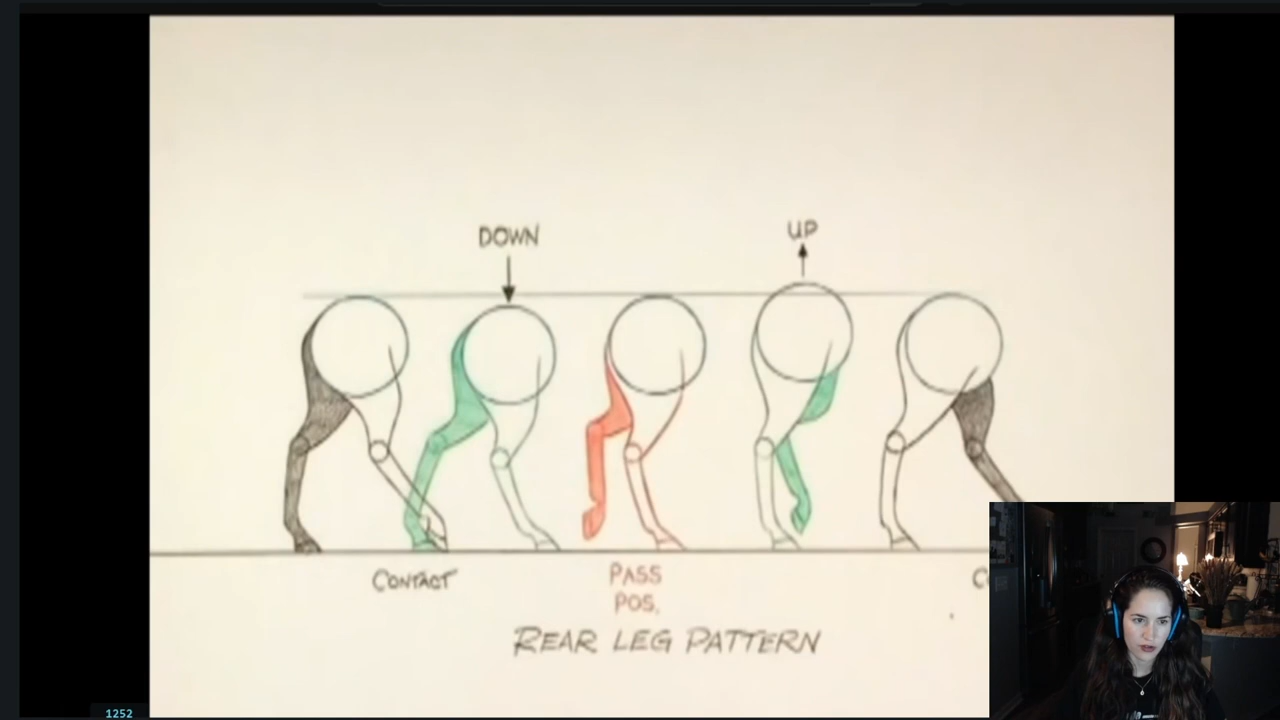 DOWN
UP
CONTACT
PASS
POS.
REAR LEG PATTERN
1252